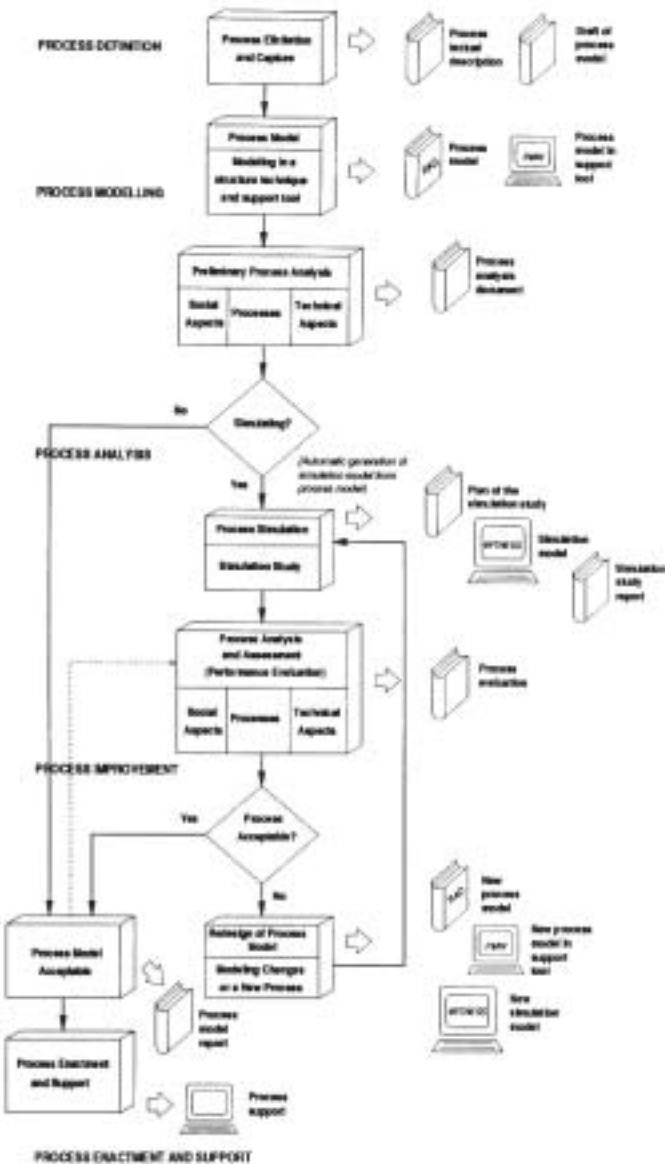 PROCESS DEFINITION
Process Elicitation
and Capture
Process
textual
description
Draft of
process
model
Process Model
Modelling in a
structure technique
and support tool
Process
model
Process
model in
support
tool
PROCESS MODELLING
Preliminary Process Analysis
Social
Aspects
Processes
Technical
Aspects
Process
analysis
document
No
Simulating?
PROCESS ANALYSIS
Yes
(Automatic generation of
simulation model from
process model)
Plan of the
simulation study
Process Simulation
Simulation Study
WITNESS
Simulation
model
Simulation
study
report
Process Analysis
and Assessment
(Performance Evaluation)
Social
Aspects
Processes
Technical
Aspects
Process
evaluation
PROCESS IMPROVEMENT
Yes
Process
Acceptable?
No
RAD
New
process
model
Process Model
Acceptable
Redesign of Process
Model
Modeling Changes
or a New Process
New process
model in
support
tool
Process
model
report
WITNESS
New
simulation
model
Process Enactment
and Support
Process
support
PROCESS ENACTMENT AND SUPPORT